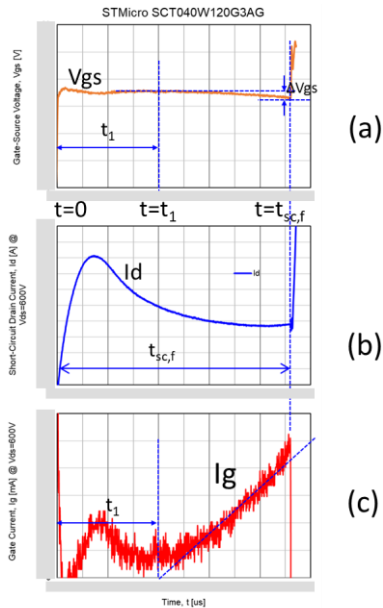 STMicro SCT040W120G3AG
Gate-Source Voltage, Vgs [V]
Vgs
ΔVgs
t1
(a)
t=0
t=t1
t=tsc,f
Short-Circuit Drain Current, Id [A] @
Vds=600V
Id
Id
tsc,f
(b)
Gate Current, Ig [mA] @ Vds=600V
t1
Ig
(c)
Time, t [us]